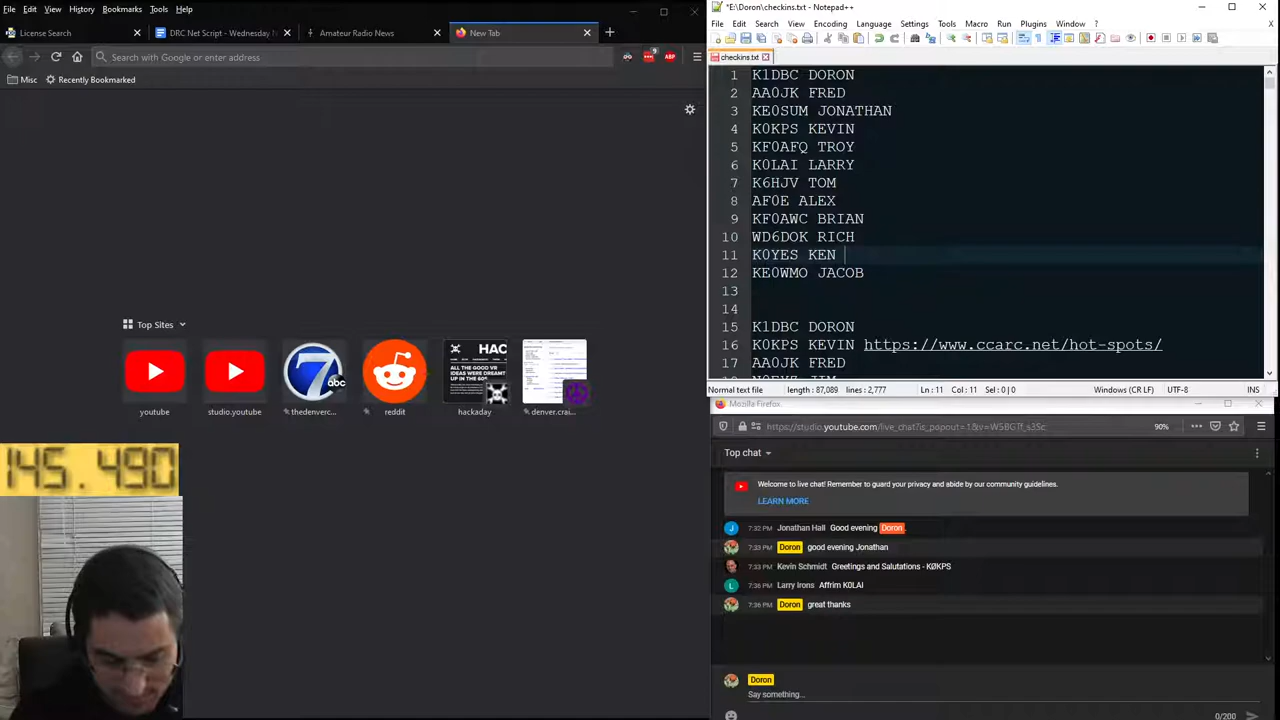 File Edit View History Bookmarks Tools Help
License Search
DRC Net Script - Wednesday N
Amateur Radio News
New Tab
Search with Google or enter address
9
ABP
Misc Recently Bookmarked
Top Sites
youtube
studio.youtube
thedenverc...
reddit
hackaday
denver.crai...
145.490
*E:\Doron\checkins.txt - Notepad++
File Edit Search View Encoding Language Settings Tools Macro Run Plugins Window ?
checkins.txt
1 K1DBC DORON
2 AA0JK FRED
3 KE0SUM JONATHAN
4 K0KPS KEVIN
5 KF0AFQ TROY
6 K0LAI LARRY
7 K6HJV TOM
8 AF0E ALEX
9 KF0AWC BRIAN
10 WD6DOK RICH
11 K0YES KEN
12 KE0WMO JACOB
13
14
15 K1DBC DORON
16 K0KPS KEVIN https://www.ccarc.net/hot-spots/
17 AA0JK FRED
Normal text file length : 87,089 lines : 2,777 Ln : 11 Col : 11 Sel : 0 | 0 Windows (CR LF) UTF-8 INS
Mozilla Firefox
90%
Top chat
Welcome to live chat! Remember to guard your privacy and abide by our community guidelines.
LEARN MORE
J 7:32 PM Jonathan Hall Good evening Doron
7:33 PM Doron good evening Jonathan
7:33 PM Kevin Schmidt Greetings and Salutations - KØKPS
L 7:36 PM Larry Irons Affrim K0LAI
7:36 PM Doron great thanks
Doron
Say something...
0/200